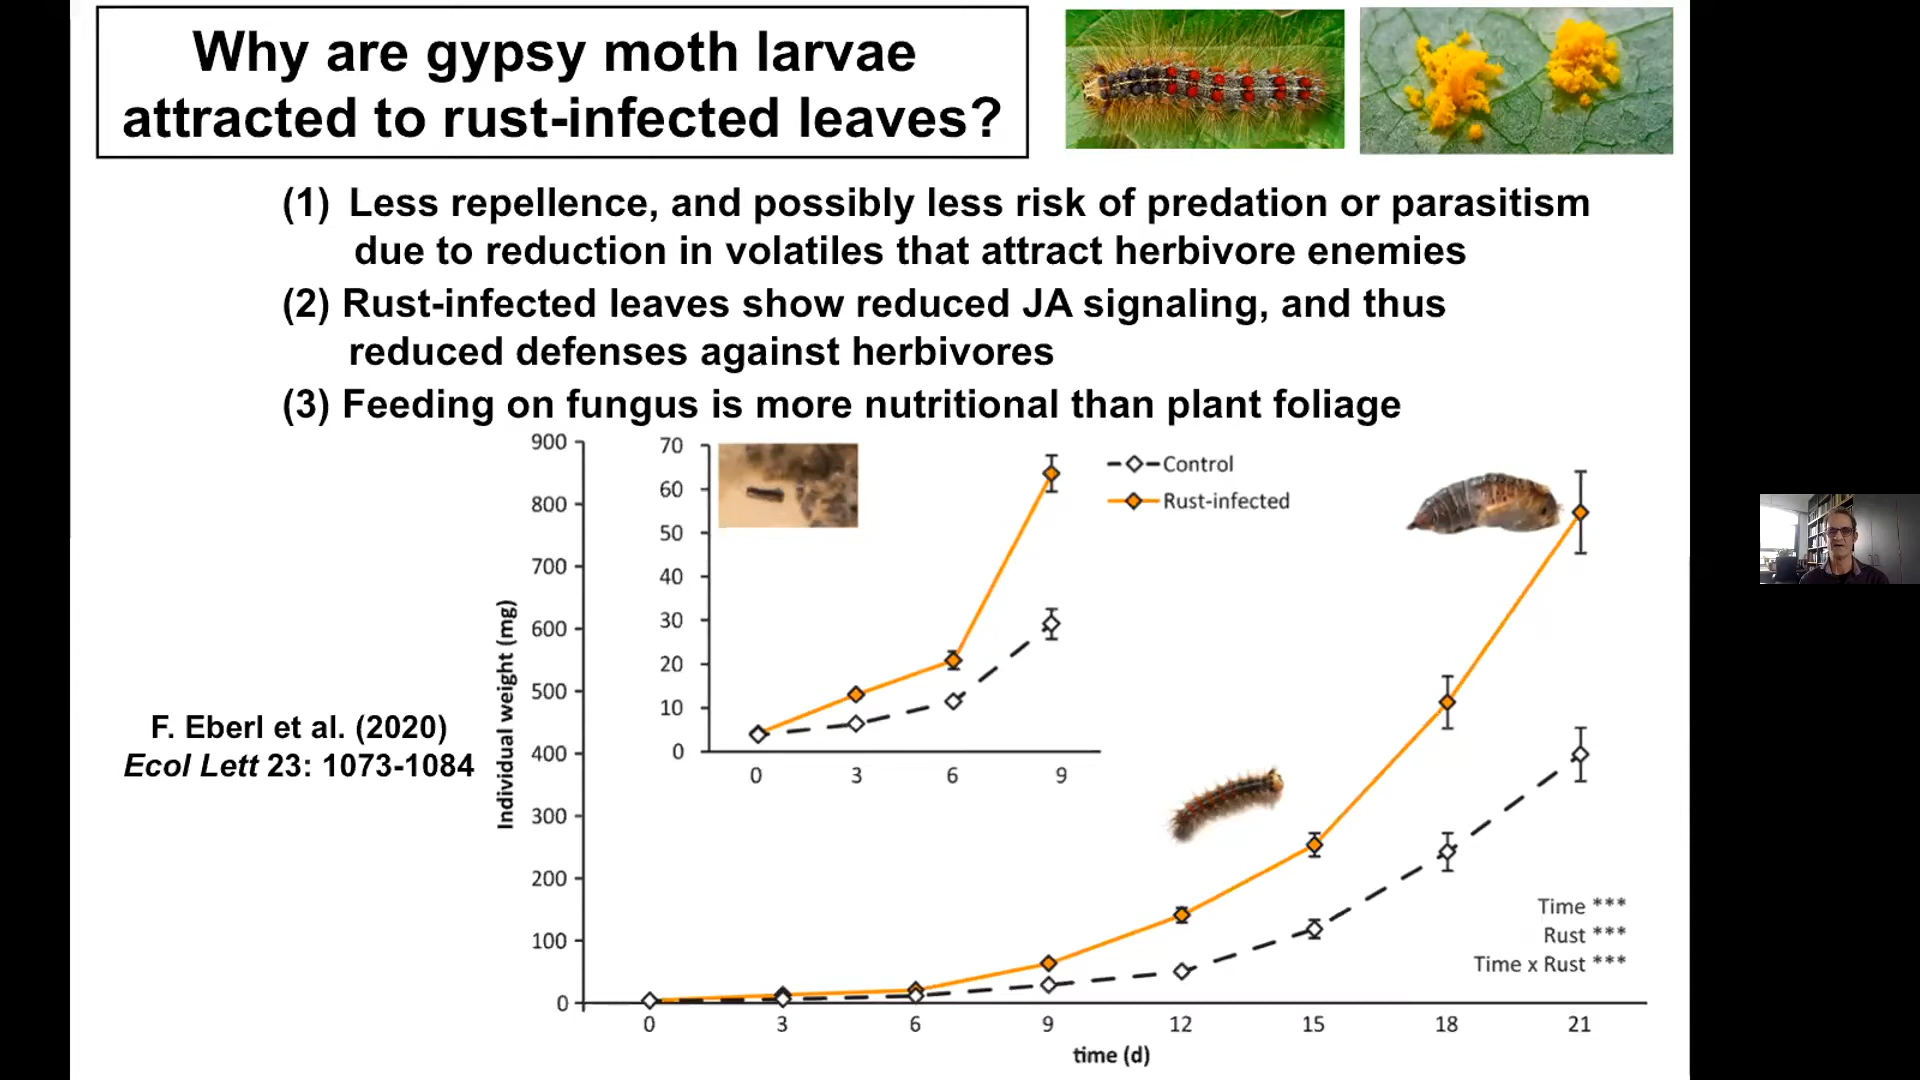 Why are gypsy moth larvae
attracted to rust-infected leaves?
(1) Less repellence, and possibly less risk of predation or parasitism
due to reduction in volatiles that attract herbivore enemies
(2) Rust-infected leaves show reduced JA signaling, and thus
reduced defenses against herbivores
(3) Feeding on fungus is more nutritional than plant foliage
F. Eberl et al. (2020)
Ecol Lett 23: 1073-1084
Individual weight (mg)
900
800
700
600
500
400
300
200
100
0
70
60
50
40
30
20
10
0
0 3 6 9
Control
Rust-infected
Time ***
Rust ***
Time x Rust ***
0 3 6 9 12 15 18 21
time (d)